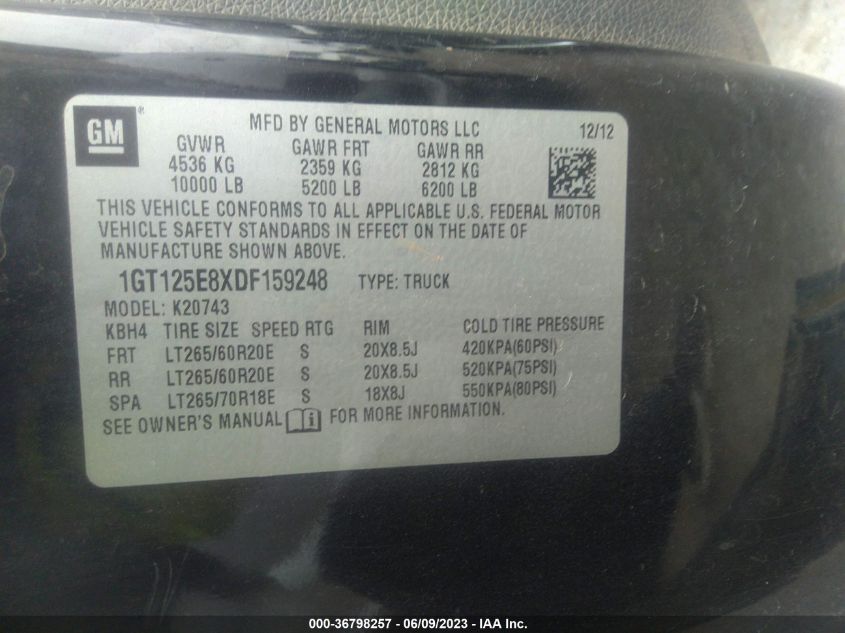 GM ®
MFD BY GENERAL MOTORS LLC 12/12
GVWR GAWR FRT GAWR RR
4536 KG 2359 KG 2812 KG
10000 LB 5200 LB 6200 LB
THIS VEHICLE CONFORMS TO ALL APPLICABLE U.S. FEDERAL MOTOR
VEHICLE SAFETY STANDARDS IN EFFECT ON THE DATE OF
MANUFACTURE SHOWN ABOVE.
1GT125E8XDF159248 TYPE: TRUCK
MODEL: K20743
KBH4 TIRE SIZE SPEED RTG RIM COLD TIRE PRESSURE
FRT LT265/60R20E S 20X8.5J 420KPA(60PSI)
RR LT265/60R20E S 20X8.5J 520KPA(75PSI)
SPA LT265/70R18E S 18X8J 550KPA(80PSI)
SEE OWNER'S MANUAL i FOR MORE INFORMATION.
000-36798257 - 06/09/2023 - IAA Inc.